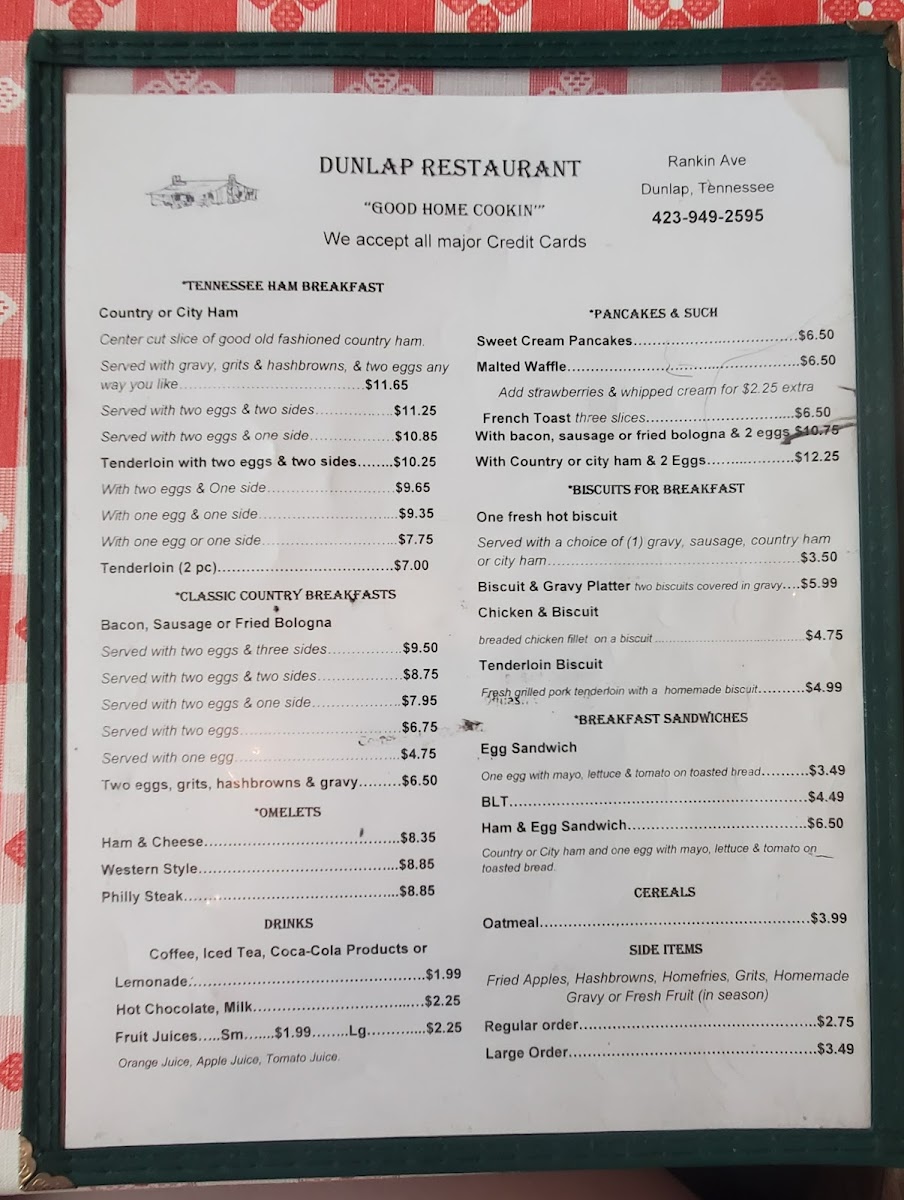 DUNLAP RESTAURANT
"GOOD HOME COOKIN'"
We accept all major Credit Cards
Rankin Ave
Dunlap, Tennessee
423-949-2595
*TENNESSEE HAM BREAKFAST
Country or City Ham
Center cut slice of good old fashioned country ham.
Served with gravy, grits & hashbrowns, & two eggs any
way you like.....................................$11.65
Served with two eggs & two sides...............$11.25
Served with two eggs & one side.................$10.85
Tenderloin with two eggs & two sides........$10.25
With two eggs & One side............................$9.65
With one egg & one side..............................$9.35
With one egg or one side.............................$7.75
Tenderloin (2 pc).......................................$7.00
*CLASSIC COUNTRY BREAKFASTS
Bacon, Sausage or Fried Bologna
Served with two eggs & three sides..............$9.50
Served with two eggs & two sides.................$8.75
Served with two eggs & one side..................$7.95
Served with two eggs..................................$6.75
Served with one egg...................................$4.75
Two eggs, grits, hashbrowns & gravy.........$6.50
*OMELETS
Ham & Cheese...........................................$8.35
Western Style............................................$8.85
Philly Steak...............................................$8.85
DRINKS
Coffee, Iced Tea, Coca-Cola Products or
Lemonade..................................................$1.99
Hot Chocolate, Milk....................................$2.25
Fruit Juices.....Sm.......$1.99........Lg.............$2.25
Orange Juice, Apple Juice, Tomato Juice.
*PANCAKES & SUCH
Sweet Cream Pancakes....................................$6.50
Malted Waffle..................................................$6.50
Add strawberries & whipped cream for $2.25 extra
French Toast three slices.................................$6.50
With bacon, sausage or fried bologna & 2 eggs $10.75
With Country or city ham & 2 Eggs...................$12.25
*BISCUITS FOR BREAKFAST
One fresh hot biscuit
Served with a choice of (1) gravy, sausage, country ham
or city ham.......................................................$3.50
Biscuit & Gravy Platter two biscuits covered in gravy....$5.99
Chicken & Biscuit
breaded chicken fillet on a biscuit.................................$4.75
Tenderloin Biscuit
Fresh grilled pork tenderloin with a homemade biscuit..........$4.99
*BREAKFAST SANDWICHES
Egg Sandwich
One egg with mayo, lettuce & tomato on toasted bread..........$3.49
BLT.................................................................$4.49
Ham & Egg Sandwich.......................................$6.50
Country or City ham and one egg with mayo, lettuce & tomato on
toasted bread.
CEREALS
Oatmeal...........................................................$3.99
SIDE ITEMS
Fried Apples, Hashbrowns, Homefries, Grits, Homemade
Gravy or Fresh Fruit (in season)
Regular order....................................................$2.75
Large Order.......................................................$3.49